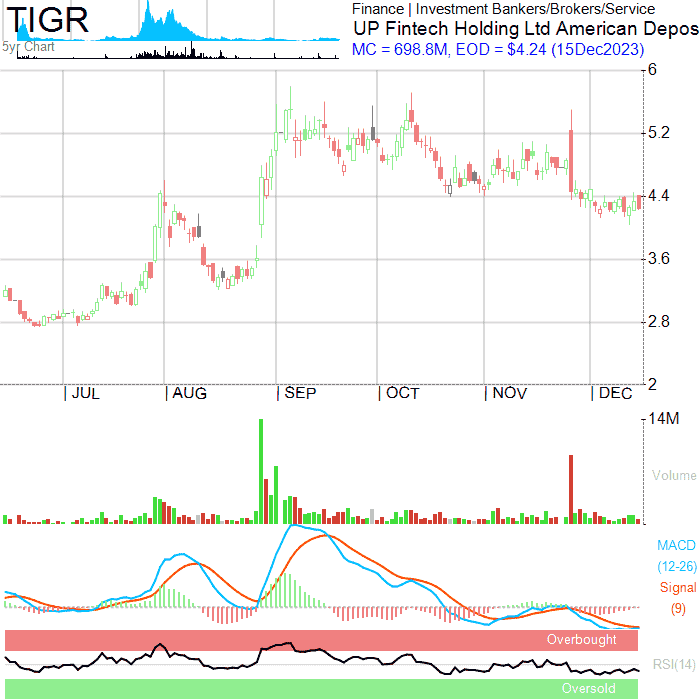 TIGR
5yr Chart
Finance | Investment Bankers/Brokers/Service
UP Fintech Holding Ltd American Depos
MC = 698.8M, EOD = $4.24 (15Dec2023)
6
5.2
4.4
3.6
2.8
2
| JUL | AUG | SEP | OCT | NOV | DEC
14M
Volume
MACD
(12-26)
Signal
(9)
Overbought
RSI(14)
Oversold